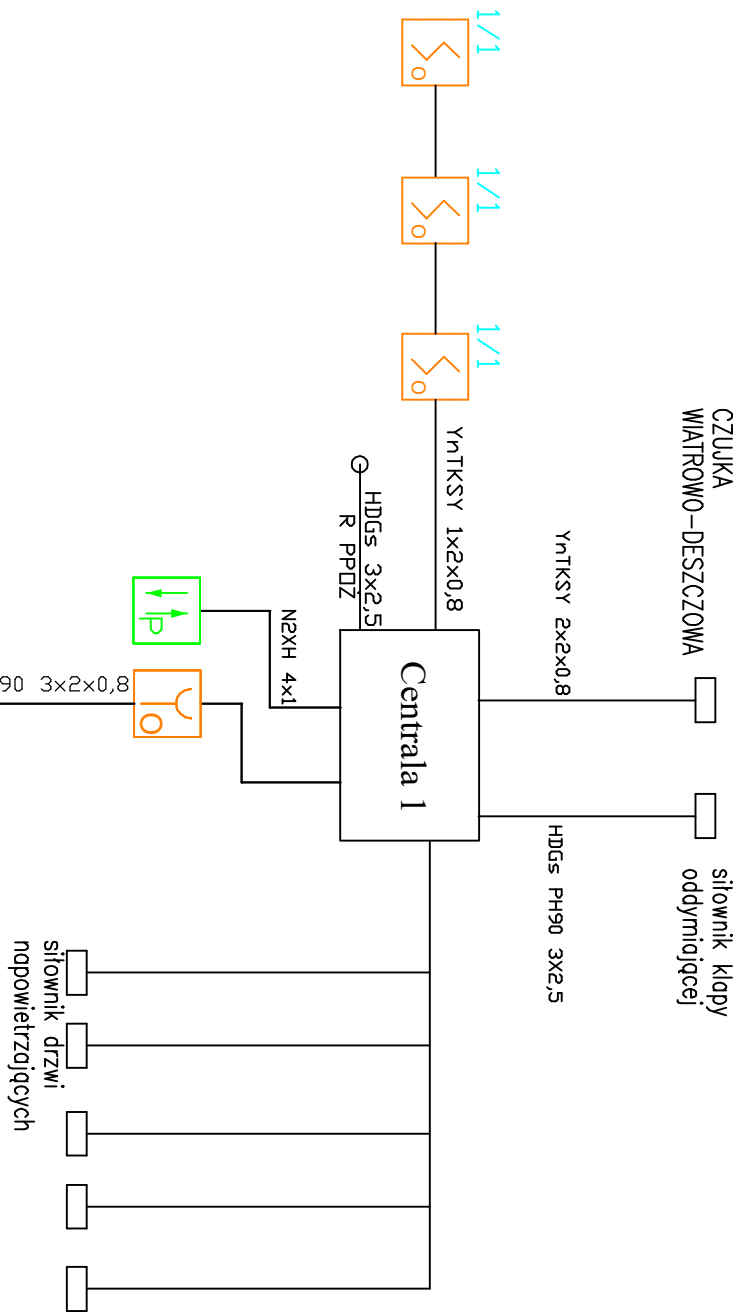 1/1
1/1
1/1
o
o
o
CZUJKA
WIATROWO-DESZCZOWA
YnTKSY 1x2x0,8
YnTKSY 2x2x0,8
HDGs 3x2,5
R PPOŻ
siłownik klapy
oddymiającej
HDGs PH90 3X2,5
Centrala 1
N2XH 4x1
P
O
90 3x2x0,8
siłownik drzwi
napowietrzających